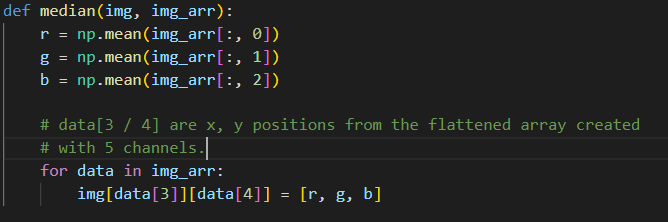 def median(img, img_arr):
    r = np.mean(img_arr[:, 0])
    g = np.mean(img_arr[:, 1])
    b = np.mean(img_arr[:, 2])
    # data[3 / 4] are x, y positions from the flattened array created
    # with 5 channels.
    for data in img_arr:
        img[data[3]][data[4]] = [r, g, b]